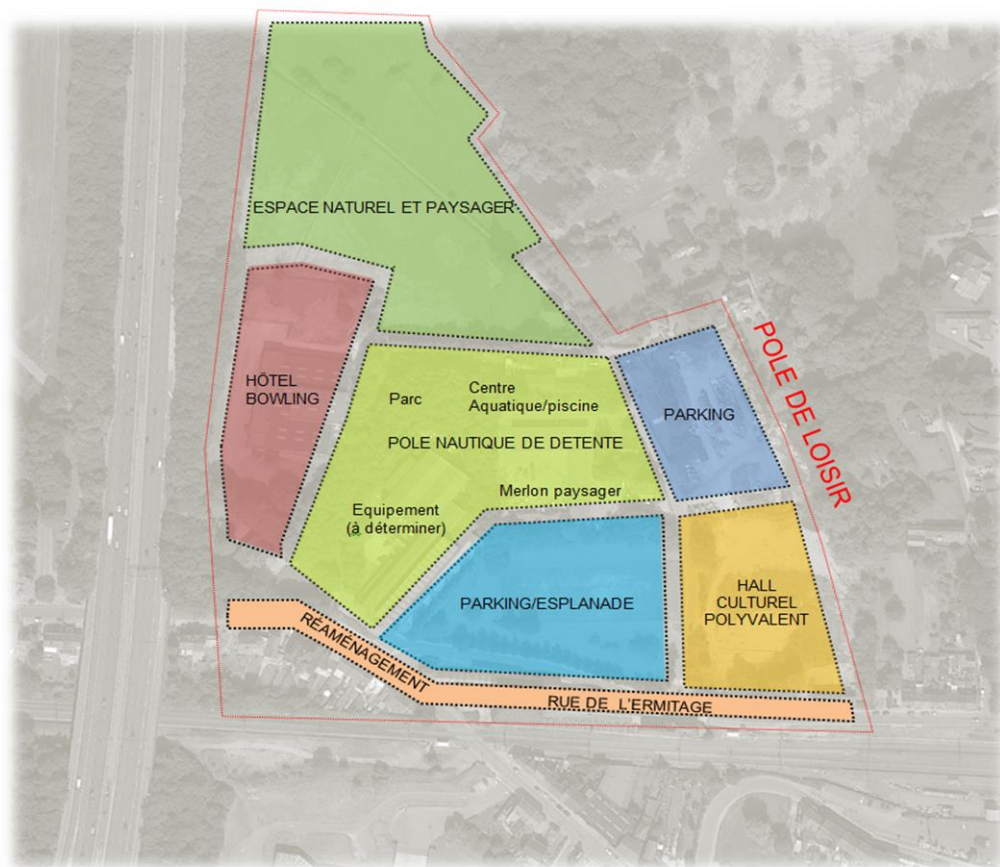 ESPACE NATUREL ET PAYSAGER
HÔTEL
BOWLING
Parc
Centre
Aquatique/piscine
POLE NAUTIQUE DE DETENTE
Merlon paysager
Equipement
(à déterminer)
PARKING
POLE DE LOISIR
PARKING/ESPLANADE
HALL
CULTUREL
POLYVALENT
RÉAMÉNAGEMENT
RUE DE L'ERMITAGE